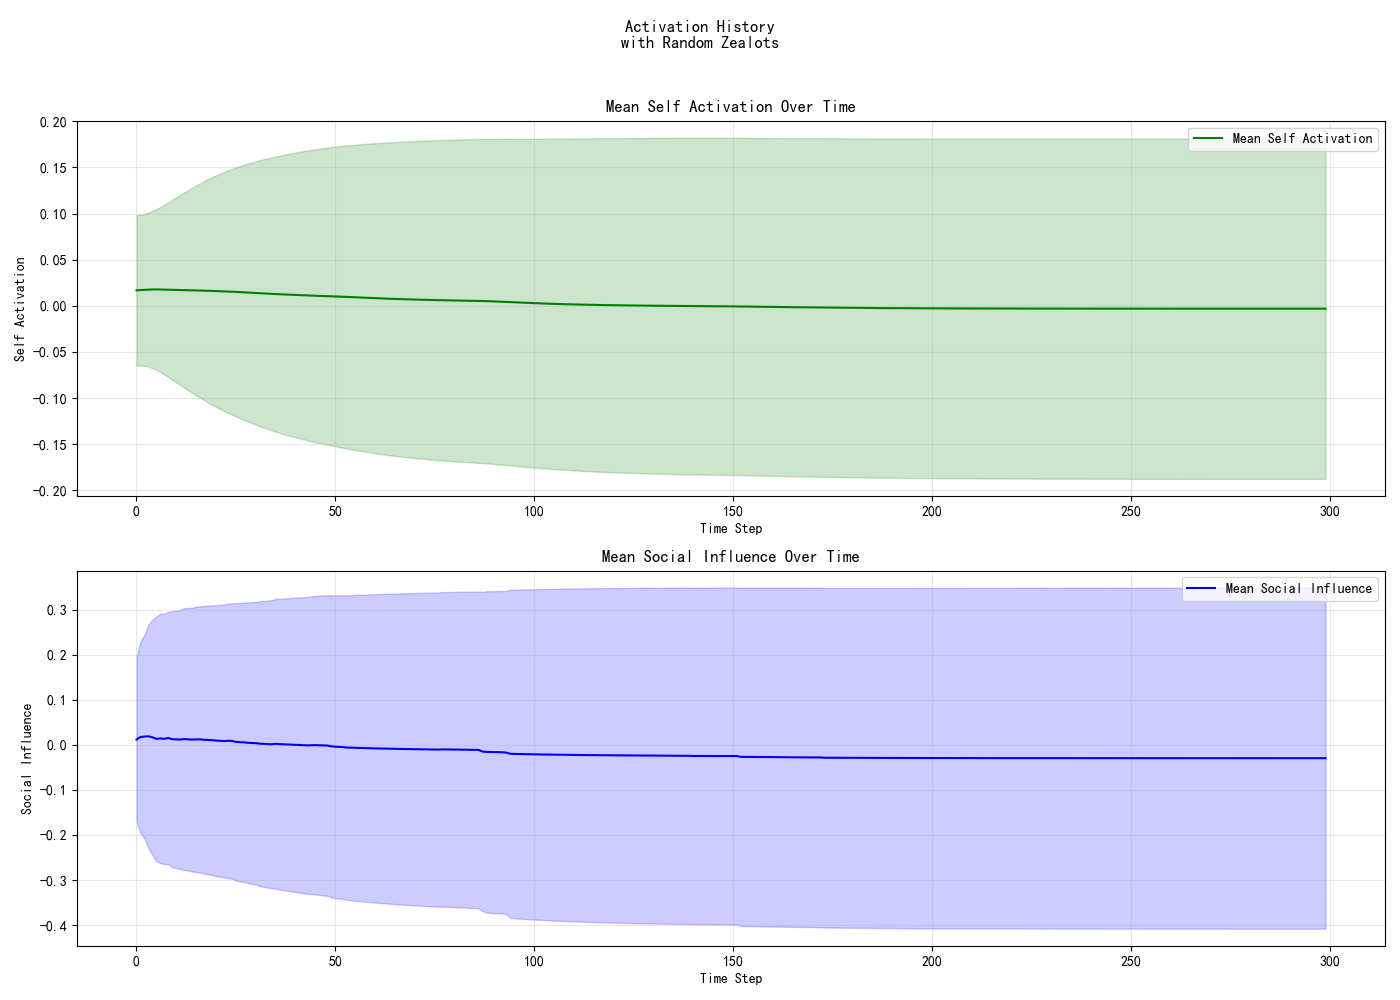 Activation History
with Random Zealots
Mean Self Activation Over Time
Mean Self Activation
Self Activation
0.20
0.15
0.10
0.05
0.00
−0.05
−0.10
−0.15
−0.20
0 50 100 150 200 250 300
Time Step
Mean Social Influence Over Time
Mean Social Influence
Social Influence
0.3
0.2
0.1
0.0
−0.1
−0.2
−0.3
−0.4
0 50 100 150 200 250 300
Time Step